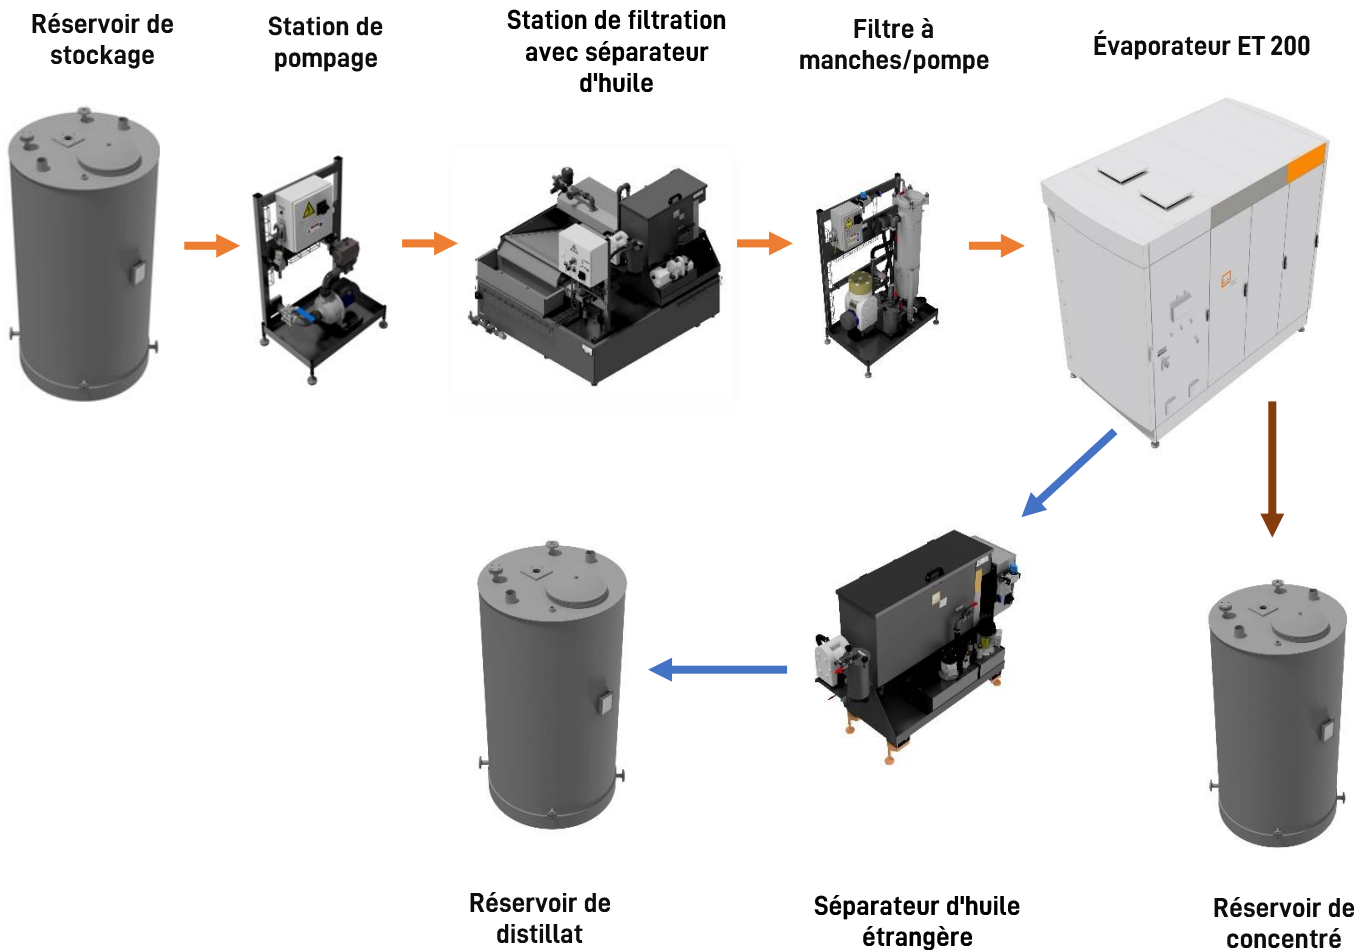 Réservoir de
stockage
Station de
pompage
Station de filtration
avec séparateur
d'huile
Filtre à
manches/pompe
Évaporateur ET 200
Réservoir de
distillat
Séparateur d'huile
étrangère
Réservoir de
concentré